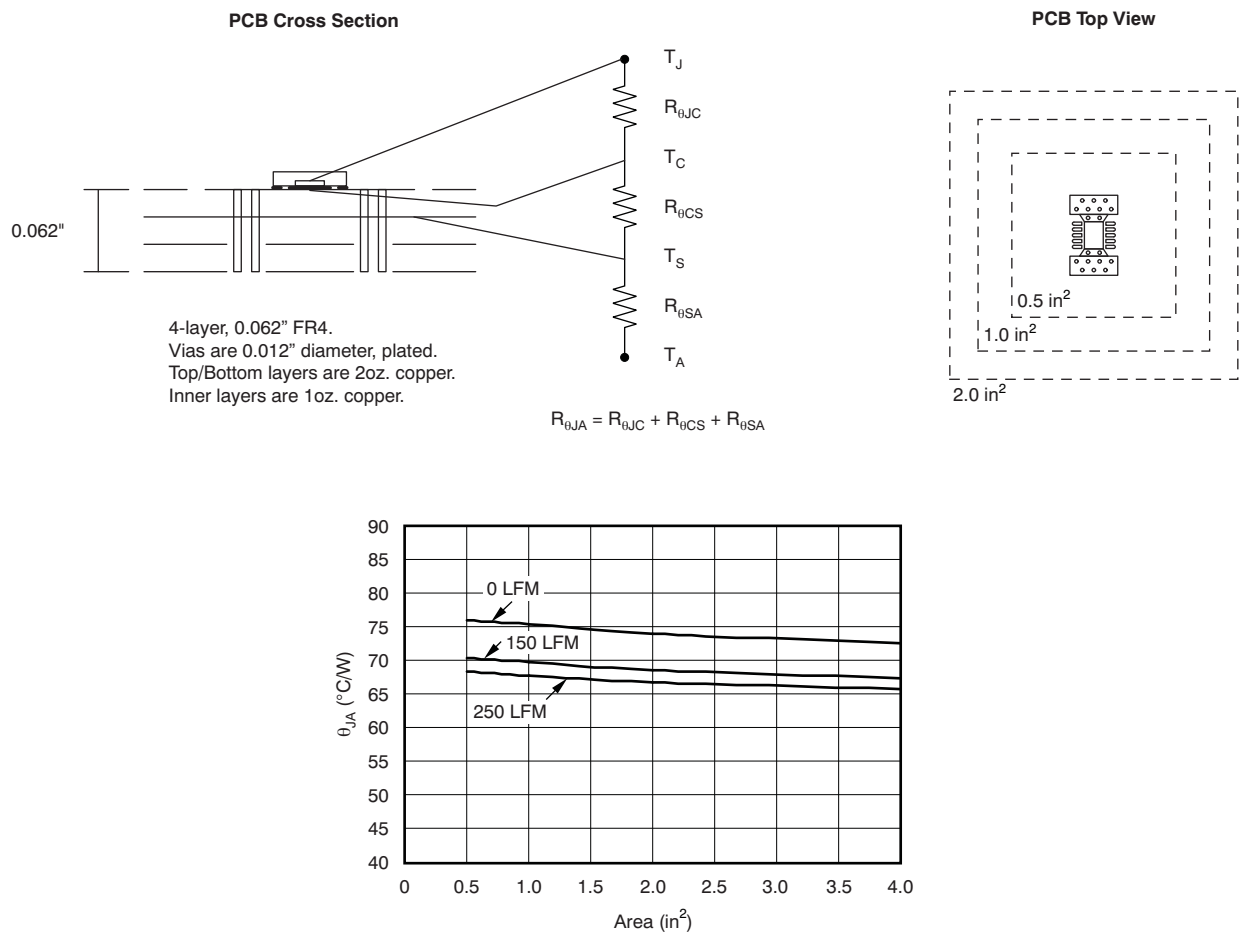 PCB Cross Section
PCB Top View
T_J
R_θJC
T_C
R_θCS
T_S
R_θSA
T_A
0.062"
4-layer, 0.062” FR4.
Vias are 0.012” diameter, plated.
Top/Bottom layers are 2oz. copper.
Inner layers are 1oz. copper.
R_θJA = R_θJC + R_θCS + R_θSA
0.5 in²
1.0 in²
2.0 in²
90
85
80
75
70
65
60
55
50
45
40
θ_JA (°C/W)
0 LFM
150 LFM
250 LFM
0
0.5
1.0
1.5
2.0
2.5
3.0
3.5
4.0
Area (in²)